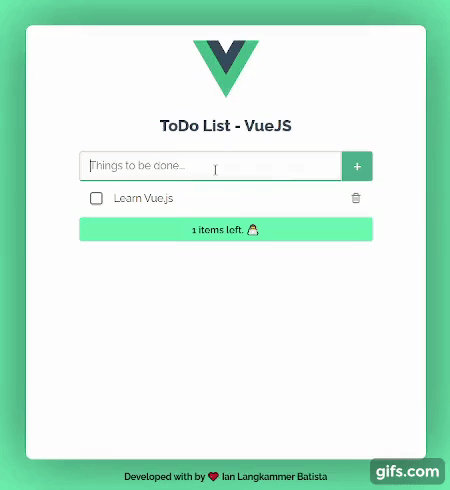 ToDo List - VueJS
Things to be done...
+
Learn Vue.js
1 items left.
Developed with by Ian Langkammer Batista
gifs.com